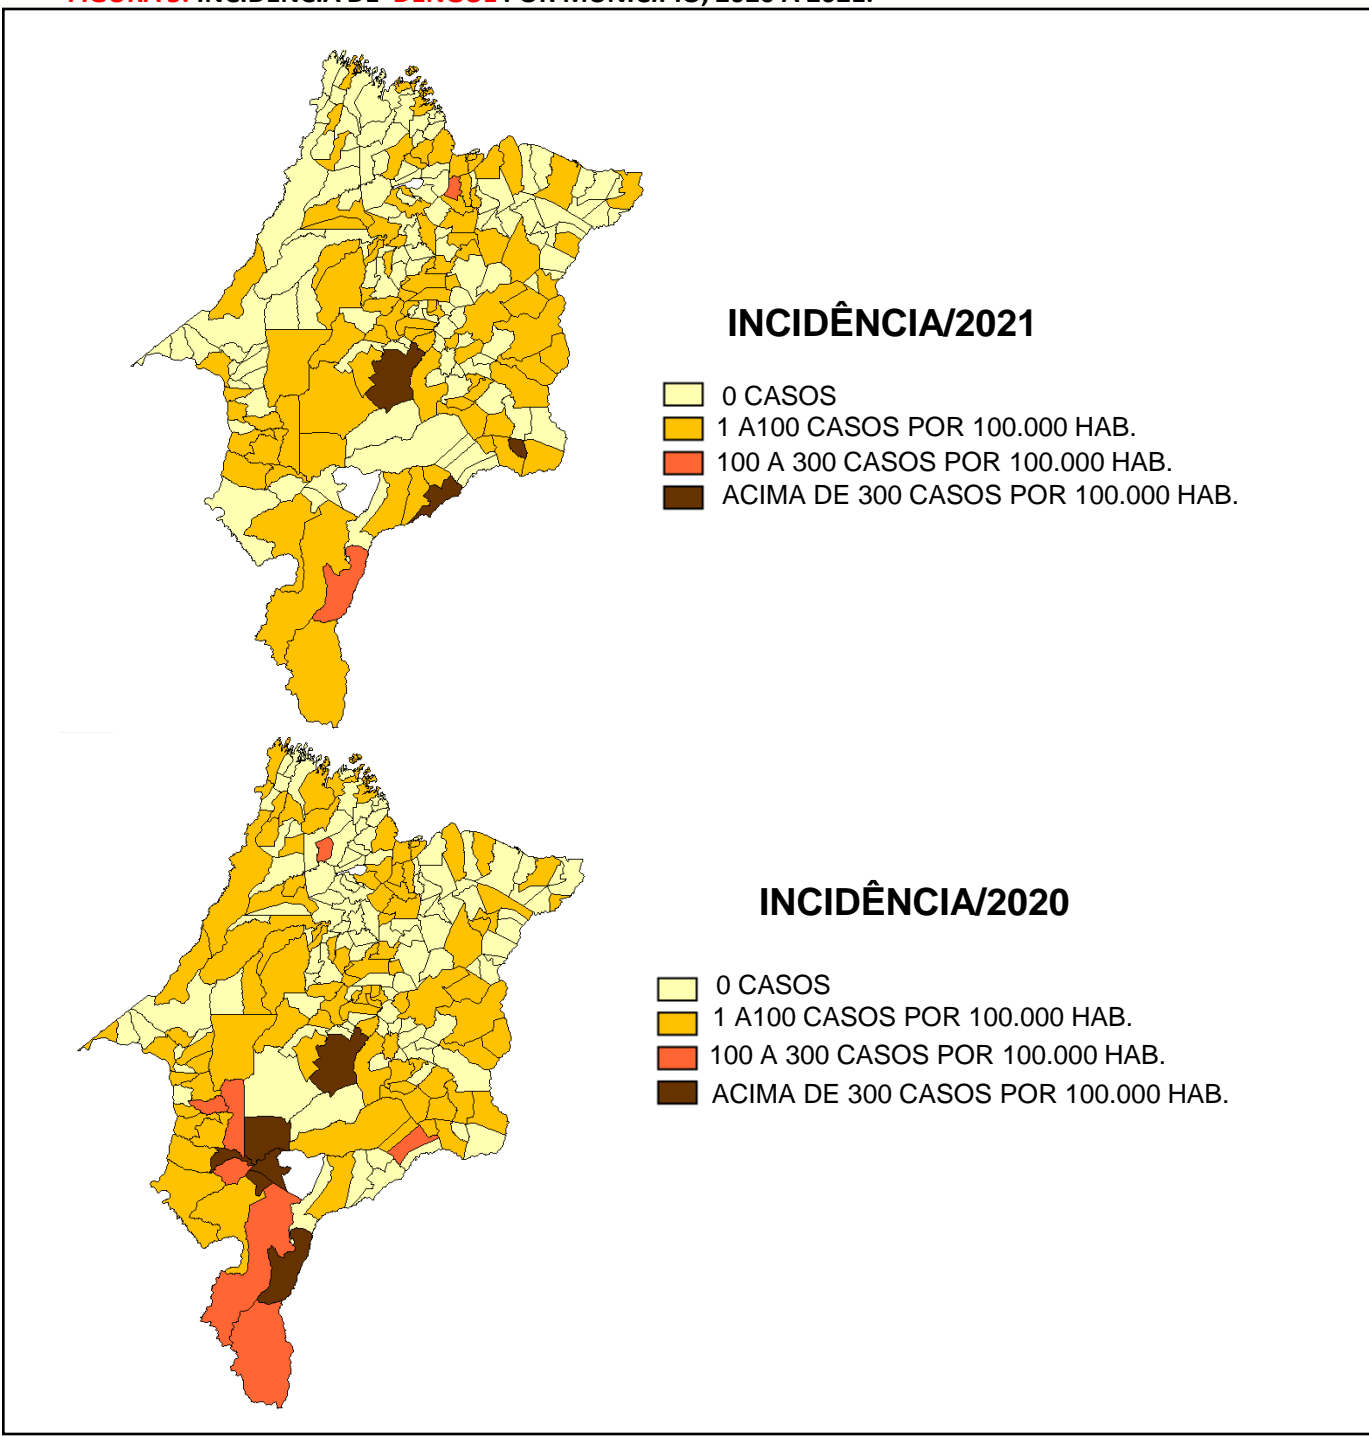 INCIDÊNCIA/2021
0 CASOS
1 A100 CASOS POR 100.000 HAB.
100 A 300 CASOS POR 100.000 HAB.
ACIMA DE 300 CASOS POR 100.000 HAB.
INCIDÊNCIA/2020
0 CASOS
1 A100 CASOS POR 100.000 HAB.
100 A 300 CASOS POR 100.000 HAB.
ACIMA DE 300 CASOS POR 100.000 HAB.